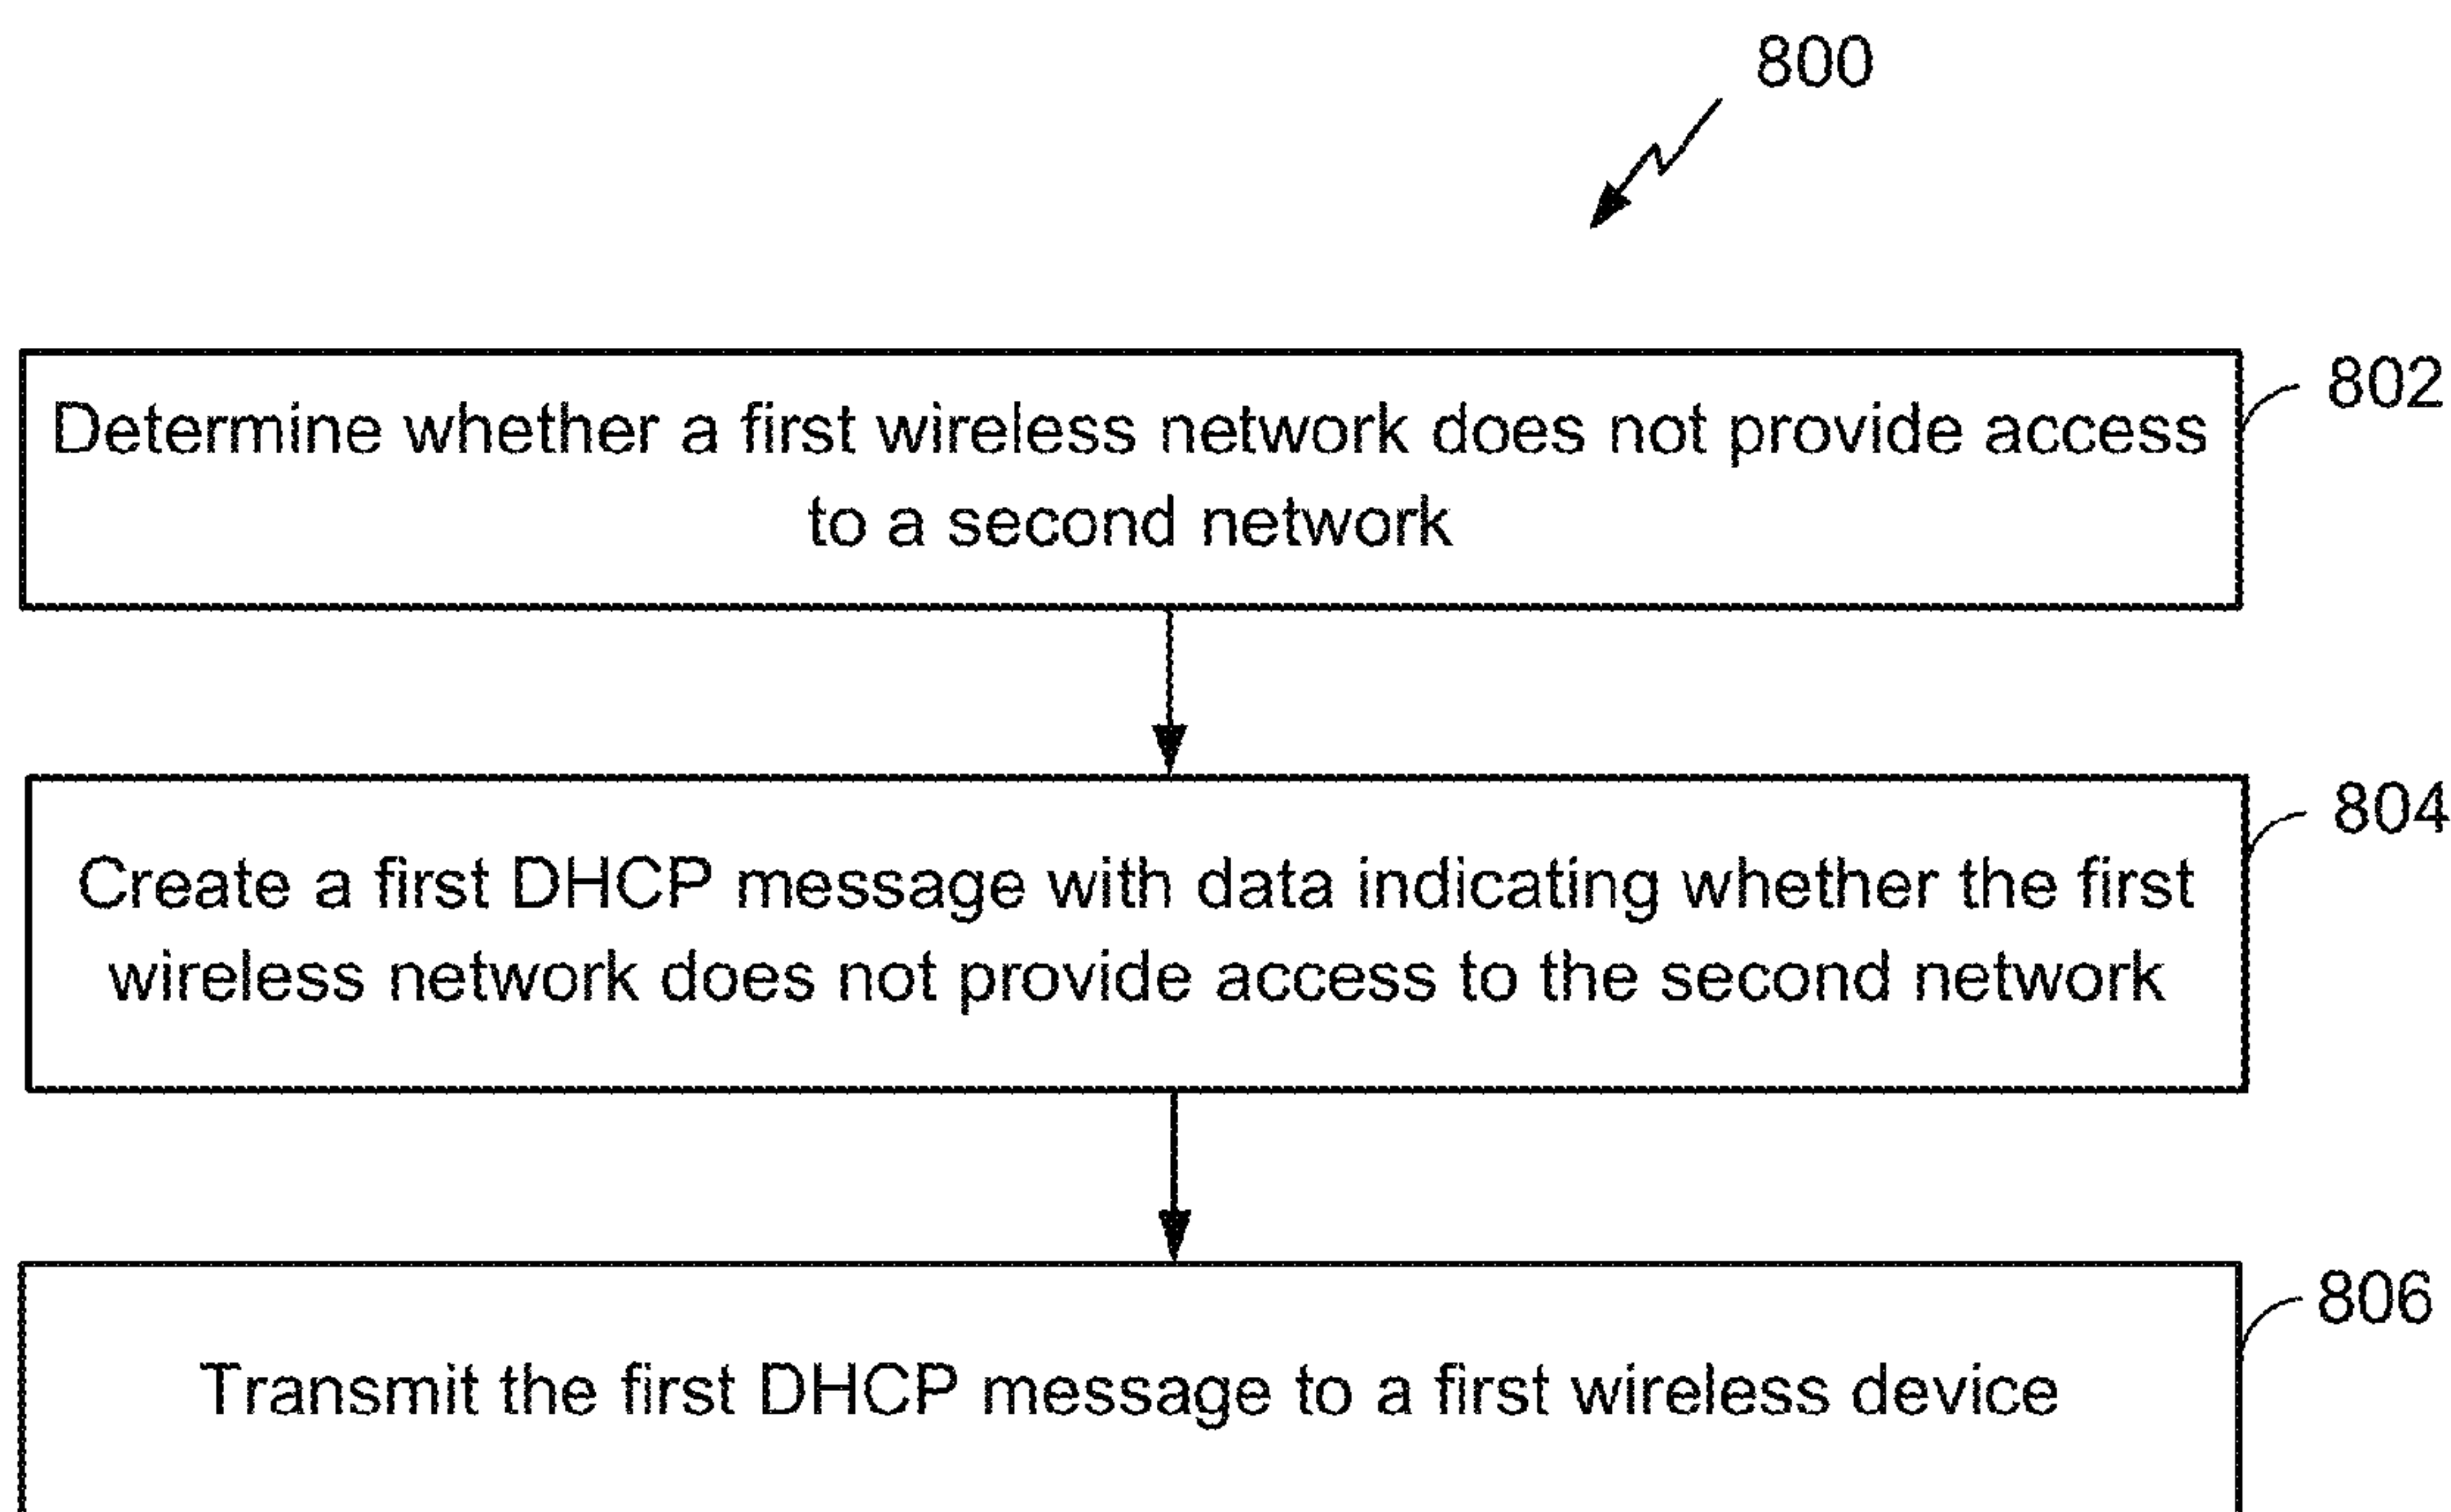 800
802
Determine whether a first wireless network does not provide access
to a second network
804
Create a first DHCP message with data indicating whether the first
wireless network does not provide access to the second network
806
Transmit the first DHCP message to a first wireless device